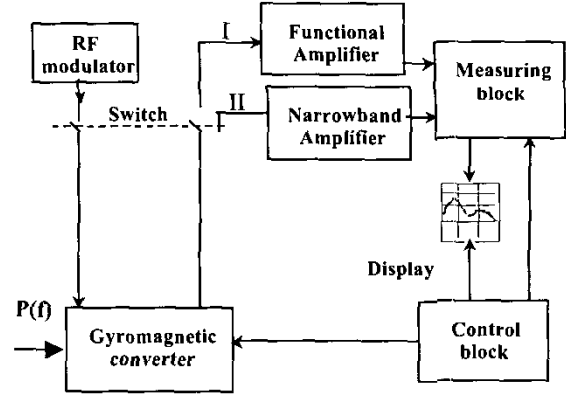 RF
modulator
I
Functional
Amplifier
Measuring
block
Switch
II
Narrowband
Amplifier
Display
P(f)
Gyromagnetic
converter
Control
block